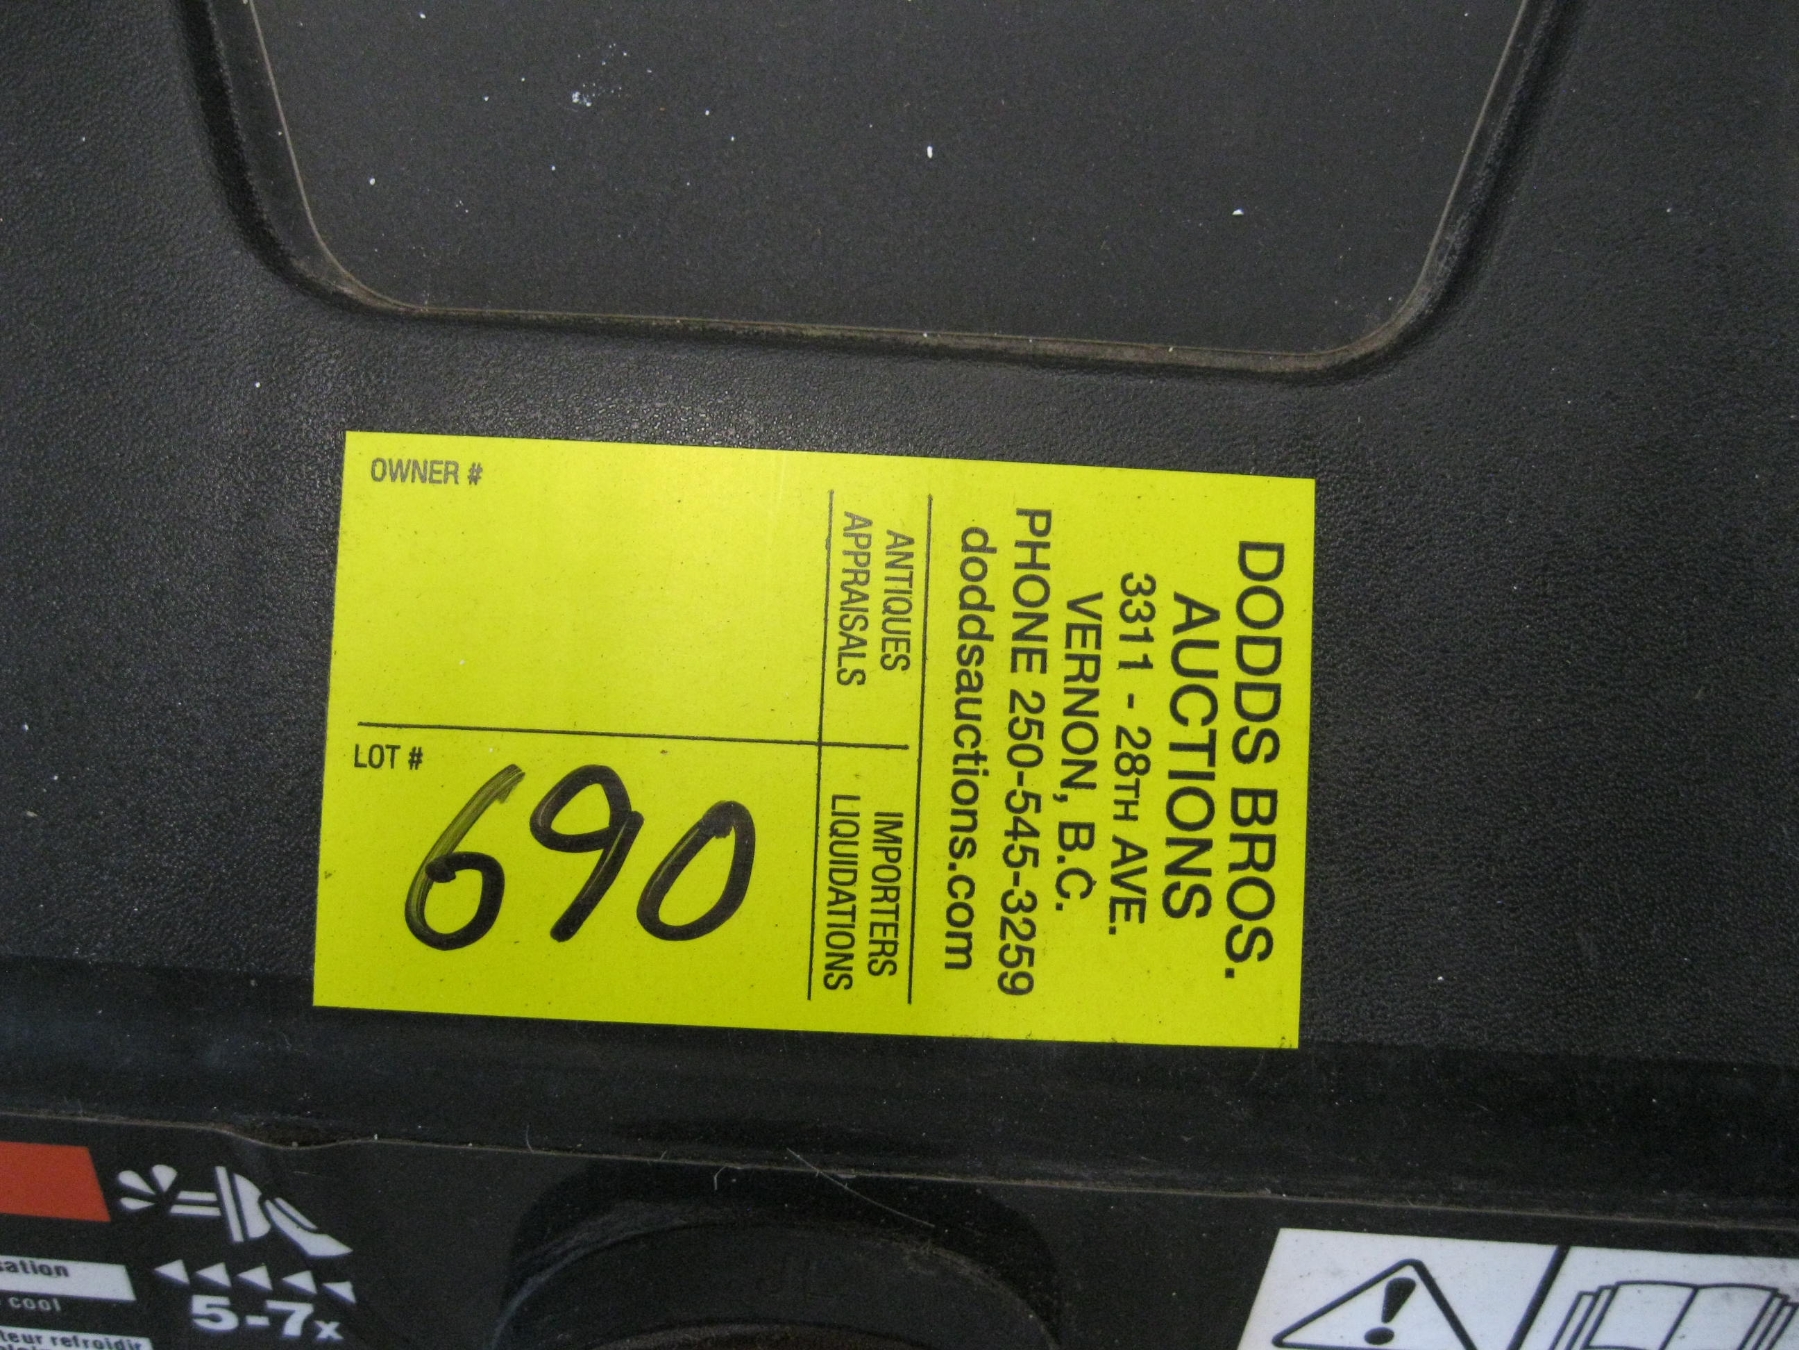 DODDS BROS.
AUCTIONS
3311 - 28TH AVE.
VERNON, B.C.
PHONE 250-545-3259
doddsauctions.com
ANTIQUES
APPRAISALS
IMPORTERS
LIQUIDATIONS
OWNER #
LOT #
690
cool
refroidir
5-7x